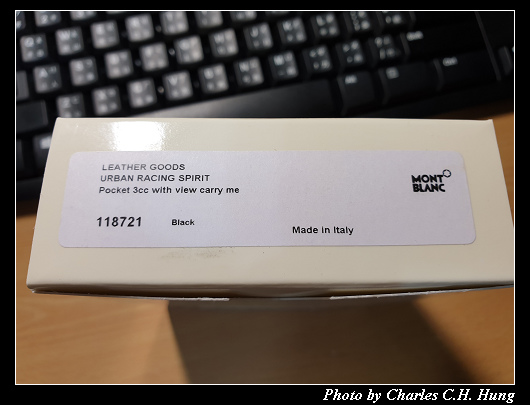 LEATHER GOODS
URBAN RACING SPIRIT
Pocket 3cc with view carry me
MONT
BLANC
118721 Black
Made in Italy
Photo by Charles C.H. Hung